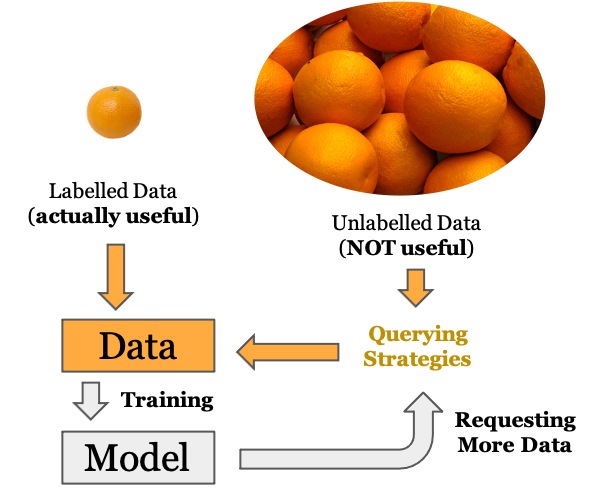 Labelled Data
(actually useful)
Unlabelled Data
(NOT useful)
Data
Querying
Strategies
Training
Model
Requesting
More Data